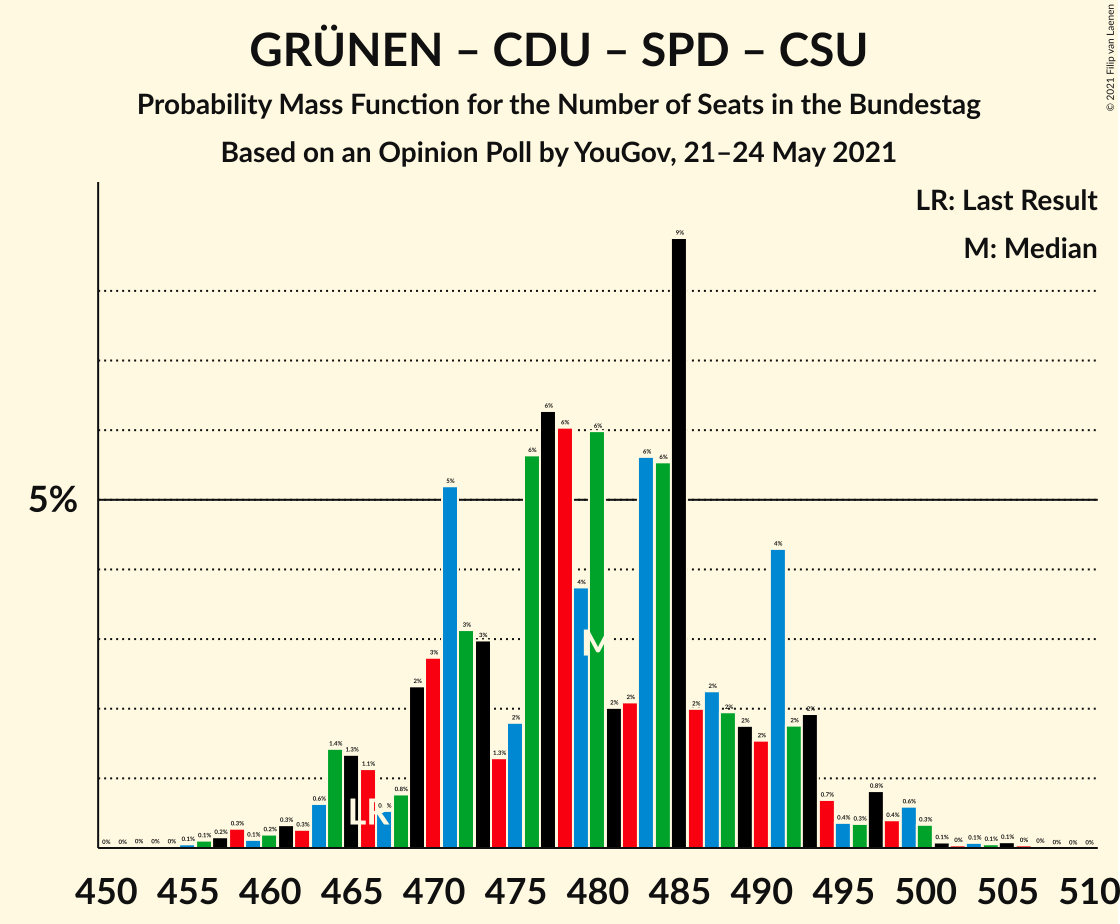 GRÜNEN – CDU – SPD – CSU
Probability Mass Function for the Number of Seats in the Bundestag
Based on an Opinion Poll by YouGov, 21–24 May 2021
© 2021 Filip van Laenen
LR: Last Result
M: Median
5%
0% 0% 0% 0% 0% 0.1% 0.1% 0.2% 0.3% 0.1% 0.2% 0.3% 0.3% 0.6% 1.4% 1.3% 1.1% 0.8% 2% 3% 5% 3% 3% 1.3% 2% 6% 6% 6% 4% 6% 2% 2% 6% 6% 9% 2% 2% 2% 2% 2% 4% 2% 2% 0.7% 0.4% 0.3% 0.8% 0.4% 0.6% 0.3% 0.1% 0% 0.1% 0.1% 0.1% 0% 0% 0% 0% 0%
LR
M
450 455 460 465 470 475 480 485 490 495 500 505 510